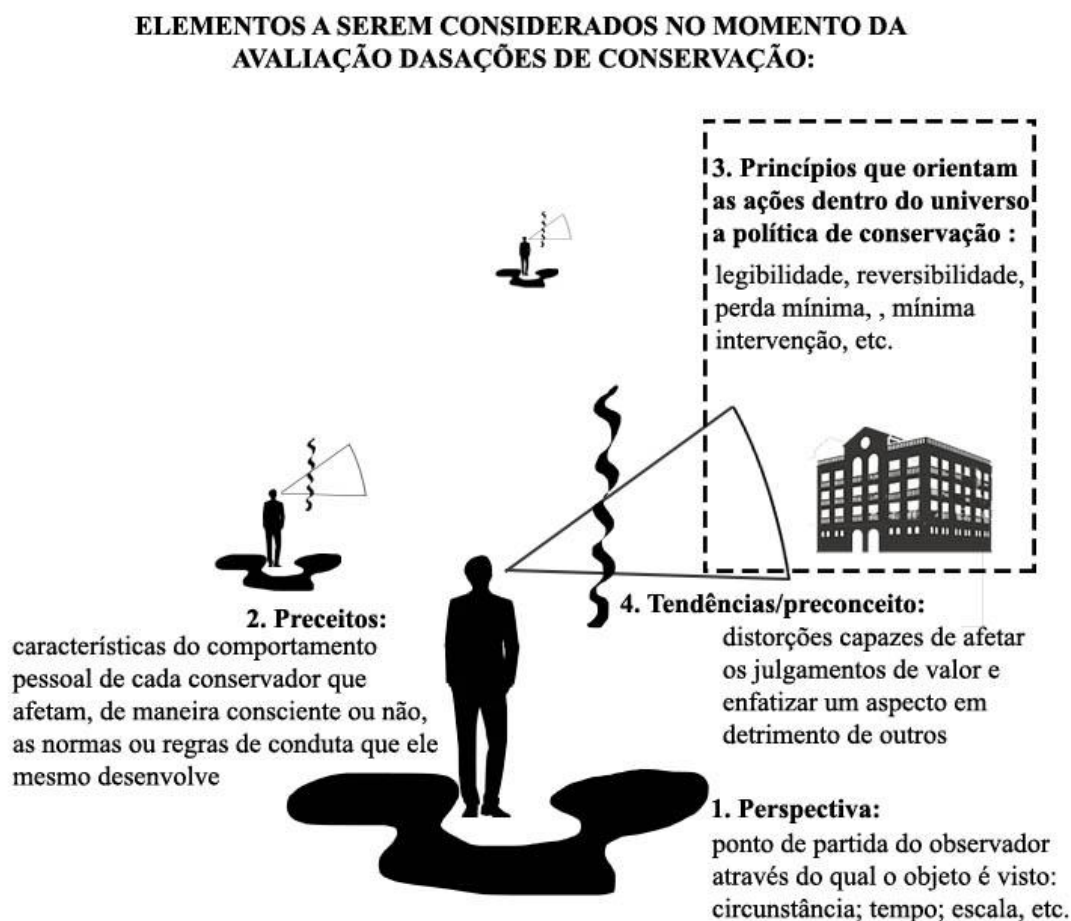 ELEMENTOS A SEREM CONSIDERADOS NO MOMENTO DA
AVALIAÇÃO DASAÇÕES DE CONSERVAÇÃO:
3. Princípios que orientam
as ações dentro do universo
a política de conservação :
legibilidade, reversibilidade,
perda mínima, , mínima
intervenção, etc.
2. Preceitos:
características do comportamento
pessoal de cada conservador que
afetam, de maneira consciente ou não,
as normas ou regras de conduta que ele
mesmo desenvolve
4. Tendências/preconceito:
distorções capazes de afetar
os julgamentos de valor e
enfatizar um aspecto em
detrimento de outros
1. Perspectiva:
ponto de partida do observador
através do qual o objeto é visto:
circunstância; tempo; escala, etc.